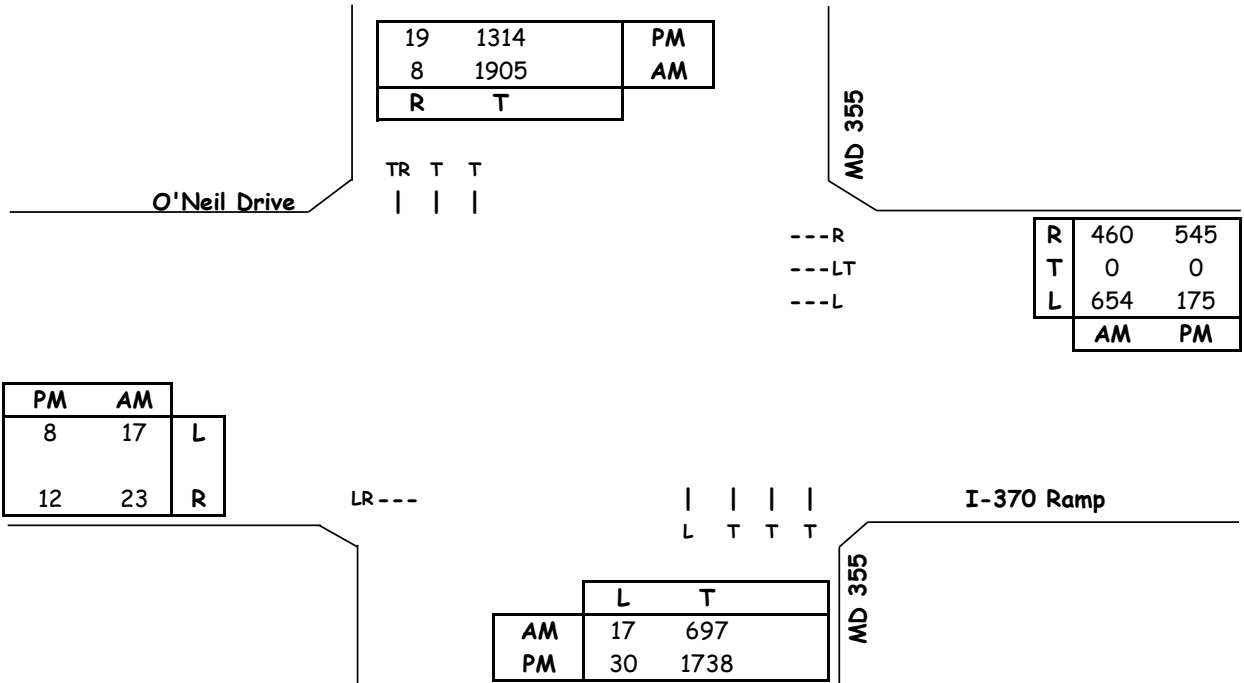 19 1314 PM
8 1905 AM
R T
MD 355
TR T T
O'Neil Drive
---R
---LT
---L
R 460 545
T 0 0
L 654 175
AM PM
PM AM
8 17 L
12 23 R
LR---
I-370 Ramp
L T T T
MD 355
L T
AM 17 697
PM 30 1738